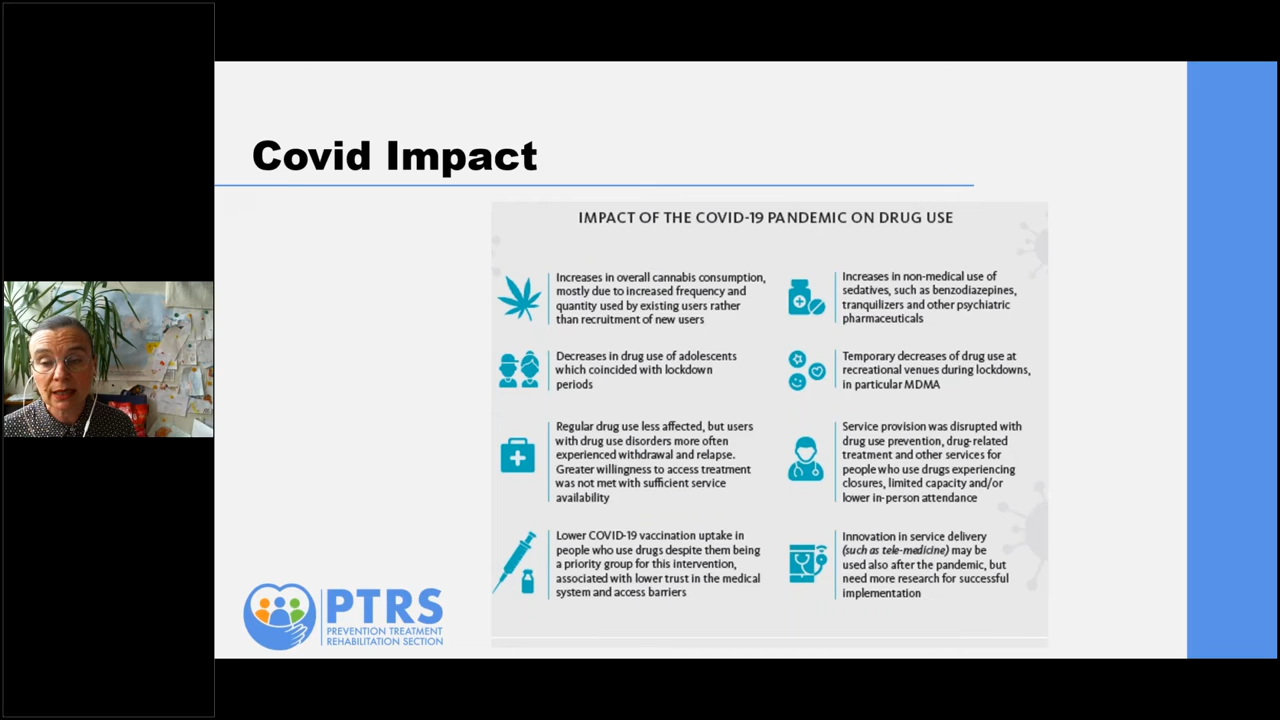 Covid Impact
IMPACT OF THE COVID-19 PANDEMIC ON DRUG USE
Increases in overall cannabis consumption,
mostly due to increased frequency and
quantity used by existing users rather
than recruitment of new users
Increases in non-medical use of
sedatives, such as benzodiazepines,
tranquilizers and other psychiatric
pharmaceuticals
Decreases in drug use of adolescents
which coincided with lockdown
periods
Temporary decreases of drug use at
recreational venues during lockdowns,
in particular MDMA
Regular drug use less affected, but users
with drug use disorders more often
experienced withdrawal and relapse.
Greater willingness to access treatment
was not met with sufficient service
availability
Service provision was disrupted with
drug use prevention, drug-related
treatment and other services for
people who use drugs experiencing
closures, limited capacity and/or
lower in-person attendance
Lower COVID-19 vaccination uptake in
people who use drugs despite them being
a priority group for this intervention,
associated with lower trust in the medical
system and access barriers
Innovation in service delivery
(such as tele-medicine) may be
used also after the pandemic, but
need more research for successful
implementation
PTRS
PREVENTION TREATMENT
REHABILITATION SECTION